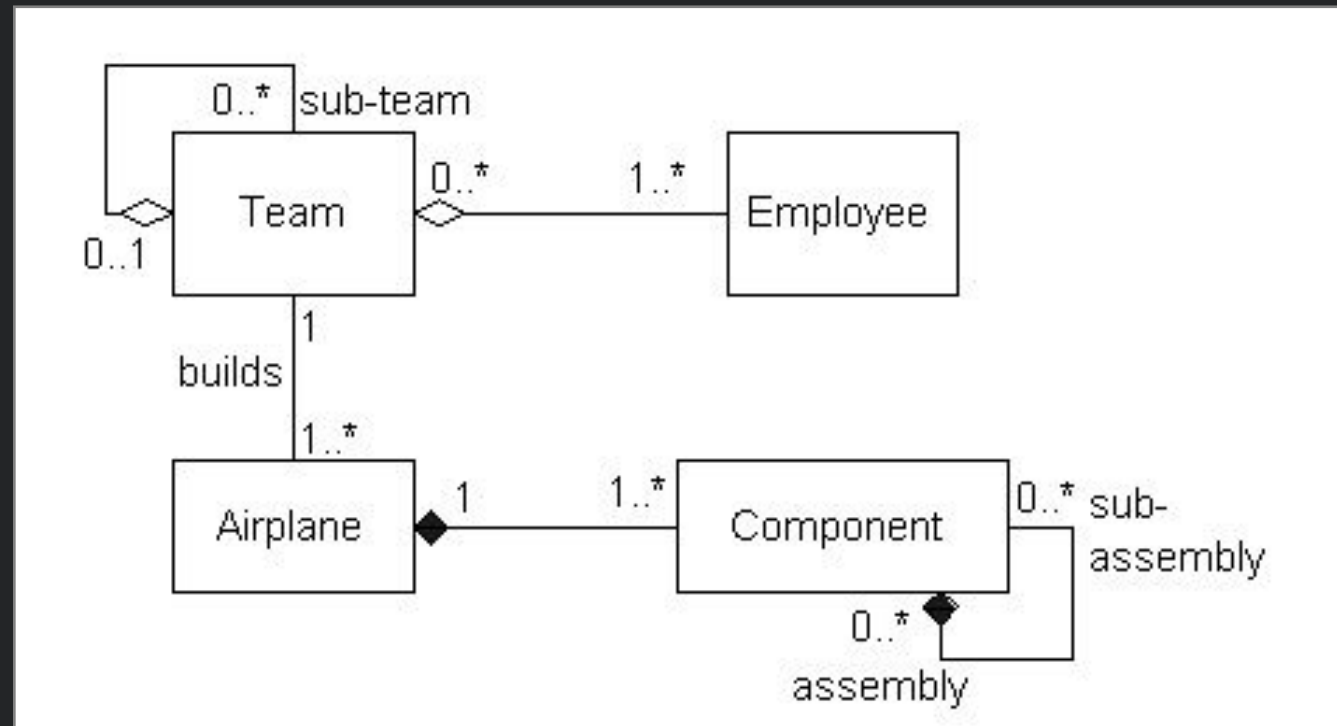 0..* sub-team
0..* 1..*
Team Employee
0..1
1
builds
1..*
1 1..* 0..* sub-
Airplane Component
assembly
0..*
assembly